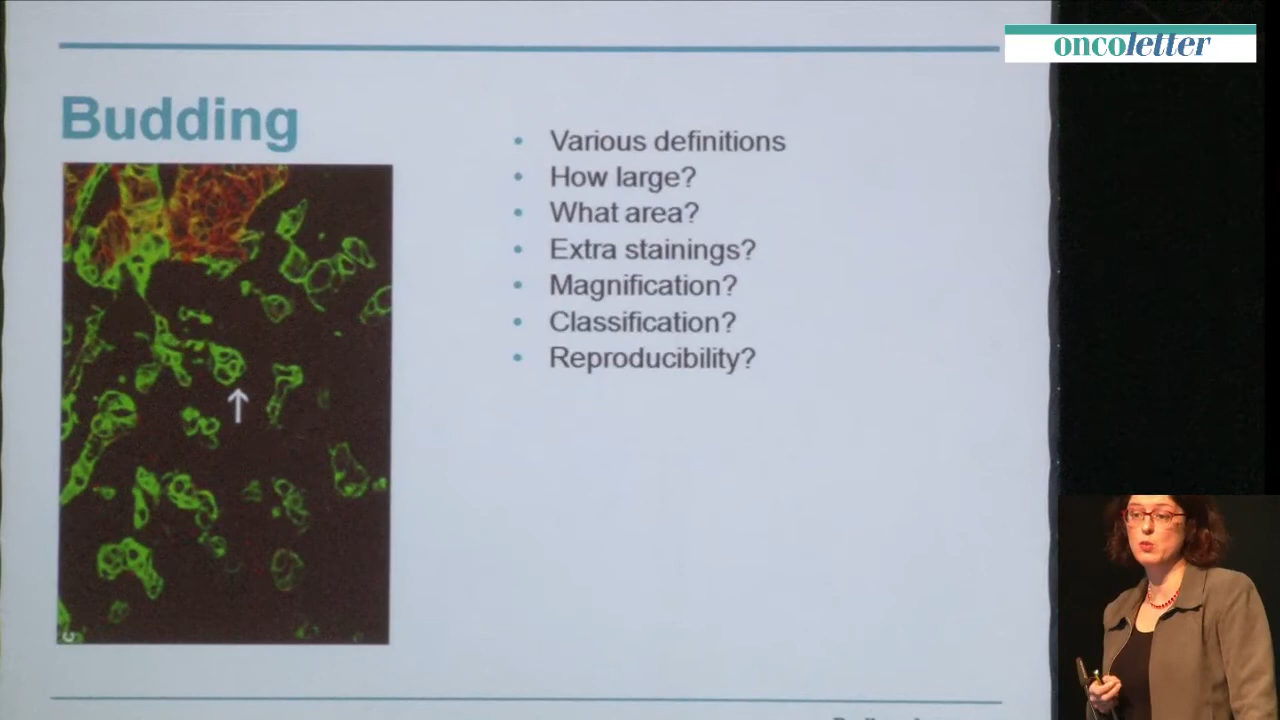 oncoletter
Budding
• Various definitions
• How large?
• What area?
• Extra stainings?
• Magnification?
• Classification?
• Reproducibility?